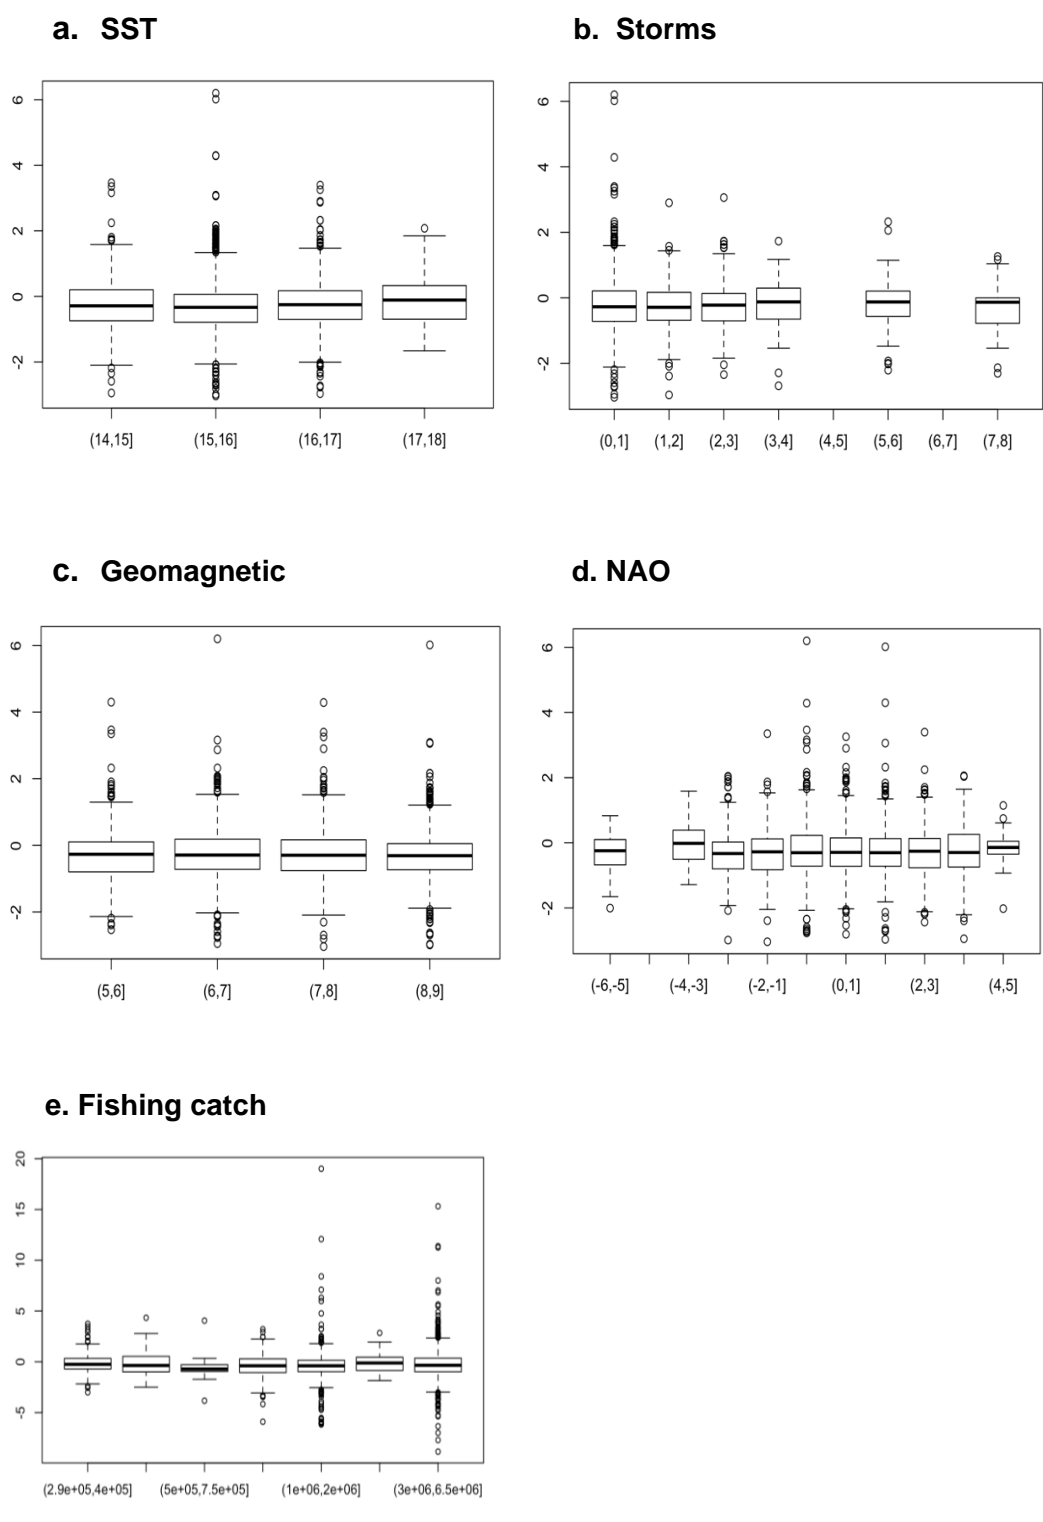 a. SST
6
4
2
0
-2
(14,15] (15,16] (16,17] (17,18]
b. Storms
6
4
2
0
-2
(0,1] (1,2] (2,3] (3,4] (4,5] (5,6] (6,7] (7,8]
c. Geomagnetic
6
4
2
0
-2
(5,6] (6,7] (7,8] (8,9]
d. NAO
6
4
2
0
-2
(-6,-5] (-4,-3] (-2,-1] (0,1] (2,3] (4,5]
e. Fishing catch
20
15
10
5
0
-5
(2.9e+05,4e+05] (5e+05,7.5e+05] (1e+06,2e+06] (3e+06,6.5e+06]